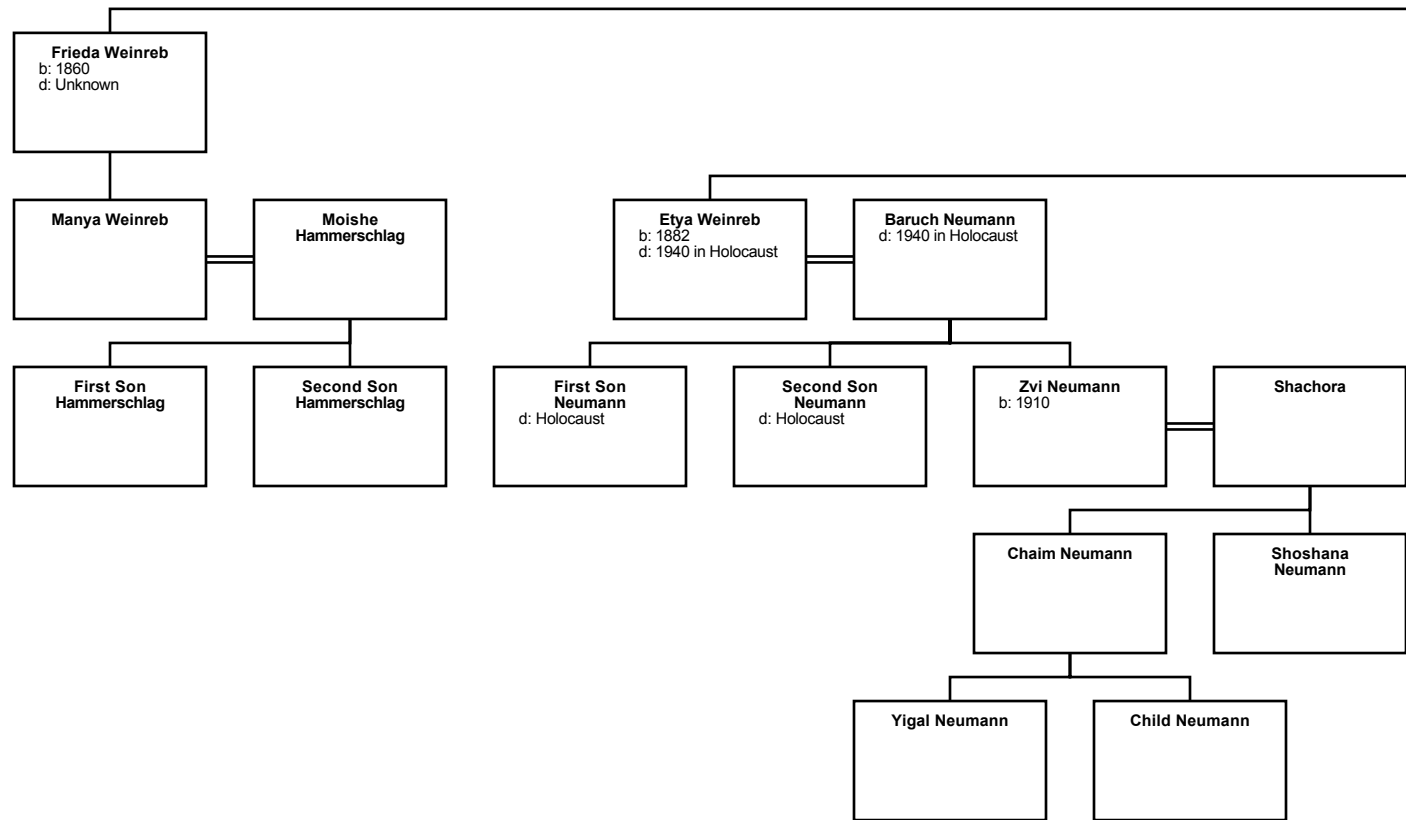 Frieda Weinreb
b: 1860
d: Unknown
Manya Weinreb
Moishe
Hammerschlag
Etya Weinreb
b: 1882
d: 1940 in Holocaust
Baruch Neumann
d: 1940 in Holocaust
First Son
Hammerschlag
Second Son
Hammerschlag
First Son
Neumann
d: Holocaust
Second Son
Neumann
d: Holocaust
Zvi Neumann
b: 1910
Shachora
Chaim Neumann
Shoshana
Neumann
Yigal Neumann
Child Neumann